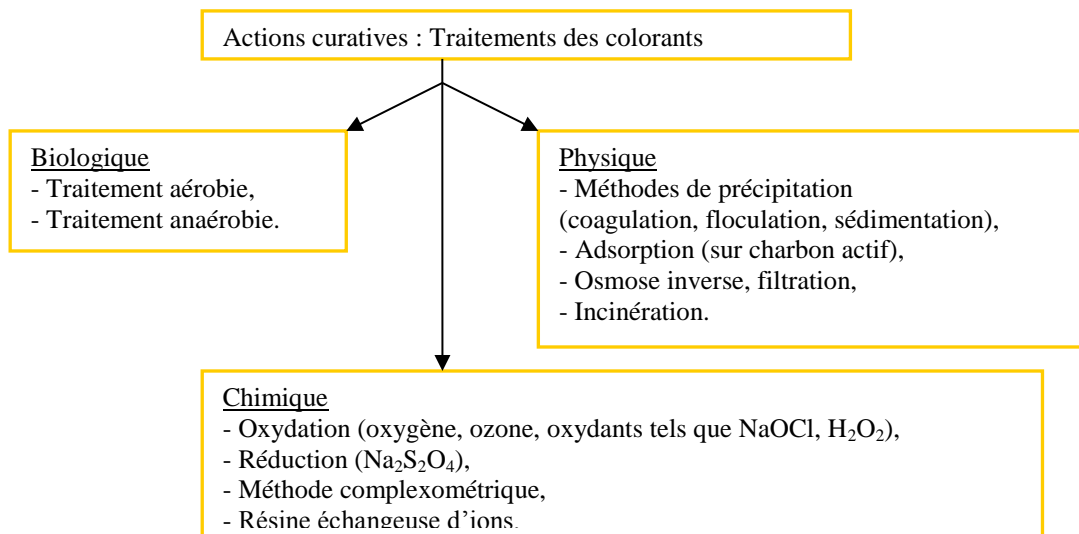 Actions curatives : Traitements des colorants
Biologique
- Traitement aérobie,
- Traitement anaérobie.
Physique
- Méthodes de précipitation
(coagulation, floculation, sédimentation),
- Adsorption (sur charbon actif),
- Osmose inverse, filtration,
- Incinération.
Chimique
- Oxydation (oxygène, ozone, oxydants tels que NaOCl, H₂O₂),
- Réduction (Na₂S₂O₄),
- Méthode complexométrique,
- Résine échangeuse d’ions.